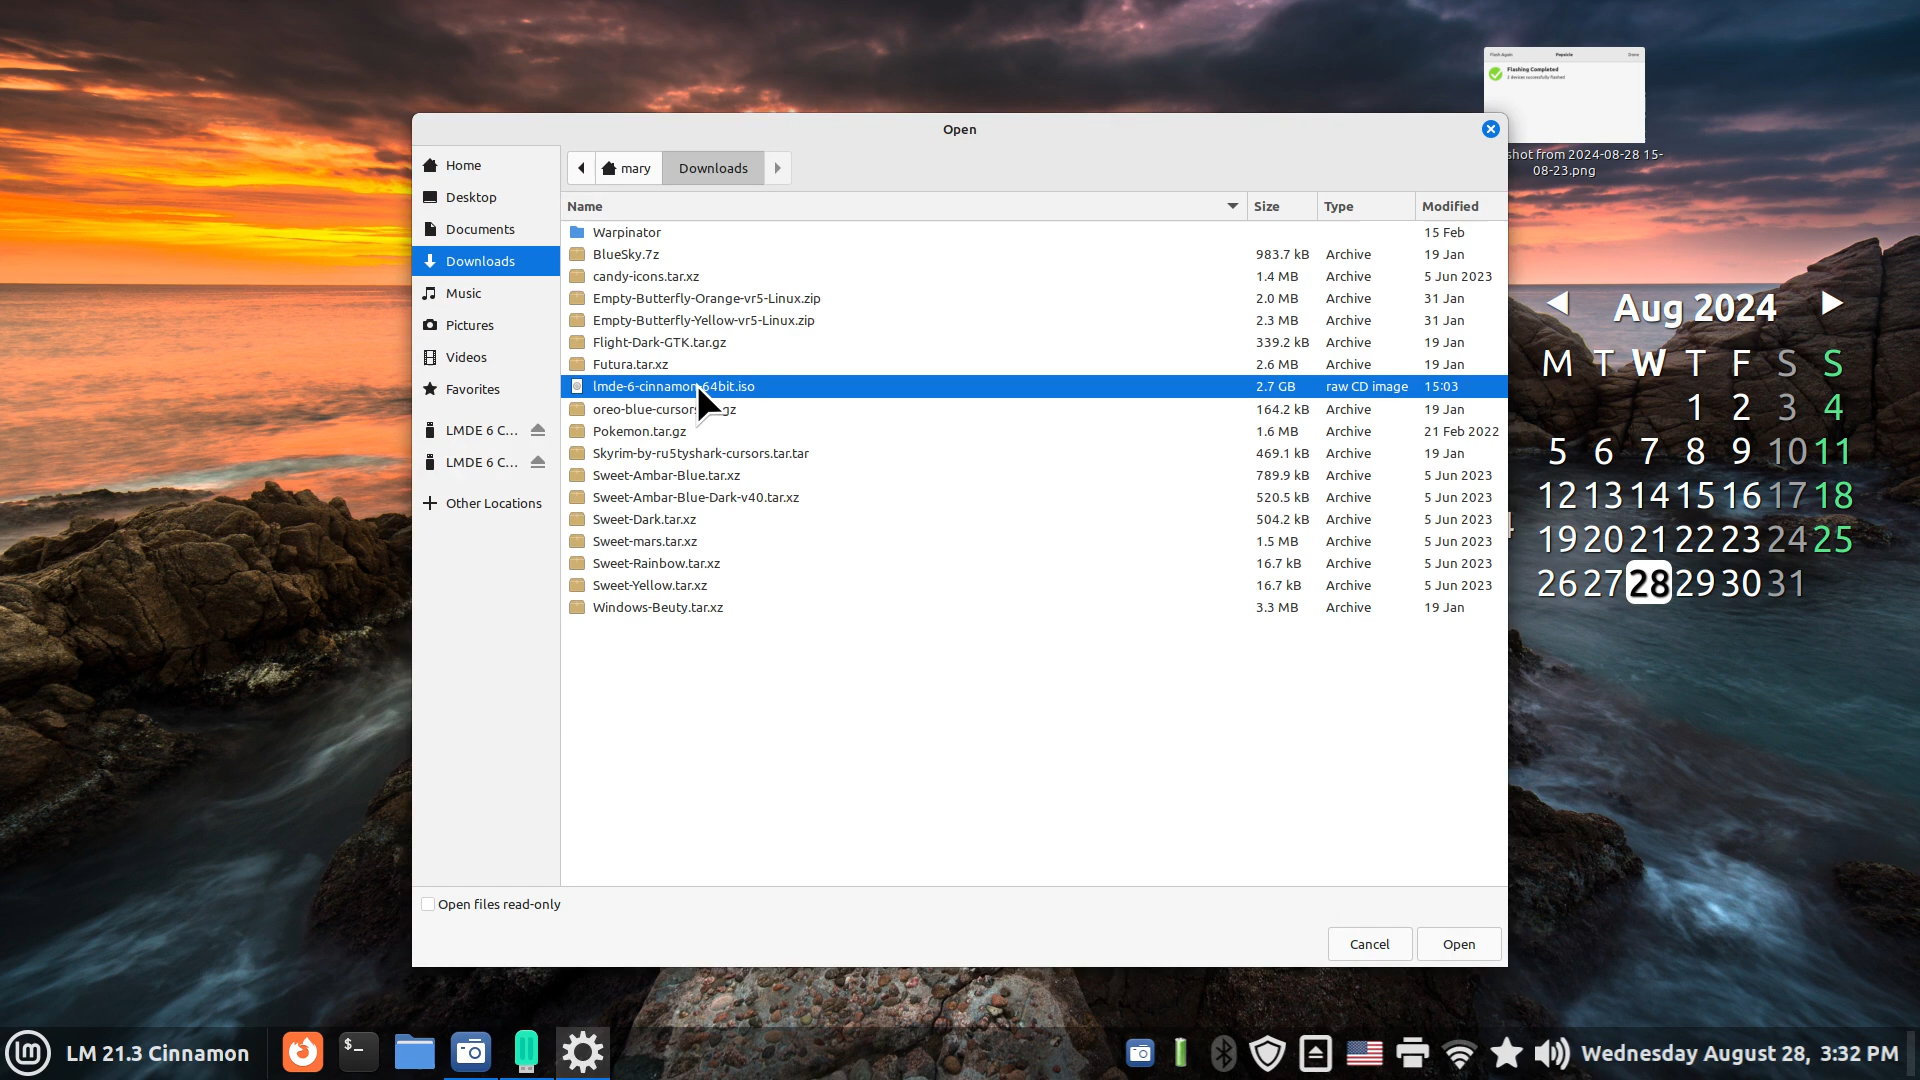 Flash Again Popsicle Done
Flashing Completed
2 devices successfully flashed
shot from 2024-08-28 15-
08-23.png
Open
Home
Desktop
Documents
Downloads
Music
Pictures
Videos
Favorites
LMDE 6 C...
LMDE 6 C...
Other Locations
mary Downloads
Name Size Type Modified
Warpinator 15 Feb
BlueSky.7z 983.7 kB Archive 19 Jan
candy-icons.tar.xz 1.4 MB Archive 5 Jun 2023
Empty-Butterfly-Orange-vr5-Linux.zip 2.0 MB Archive 31 Jan
Empty-Butterfly-Yellow-vr5-Linux.zip 2.3 MB Archive 31 Jan
Flight-Dark-GTK.tar.gz 339.2 kB Archive 19 Jan
Futura.tar.xz 2.6 MB Archive 19 Jan
lmde-6-cinnamon-64bit.iso 2.7 GB raw CD image 15:03
oreo-blue-cursors gz 164.2 kB Archive 19 Jan
Pokemon.tar.gz 1.6 MB Archive 21 Feb 2022
Skyrim-by-ru5tyshark-cursors.tar.tar 469.1 kB Archive 19 Jan
Sweet-Ambar-Blue.tar.xz 789.9 kB Archive 5 Jun 2023
Sweet-Ambar-Blue-Dark-v40.tar.xz 520.5 kB Archive 5 Jun 2023
Sweet-Dark.tar.xz 504.2 kB Archive 5 Jun 2023
Sweet-mars.tar.xz 1.5 MB Archive 5 Jun 2023
Sweet-Rainbow.tar.xz 16.7 kB Archive 5 Jun 2023
Sweet-Yellow.tar.xz 16.7 kB Archive 5 Jun 2023
Windows-Beuty.tar.xz 3.3 MB Archive 19 Jan
Open files read-only
Cancel Open
Aug 2024
M T W T F S S
1 2 3 4
5 6 7 8 9 10 11
12 13 14 15 16 17 18
19 20 21 22 23 24 25
26 27 28 29 30 31
LM 21.3 Cinnamon
Wednesday August 28, 3:32 PM